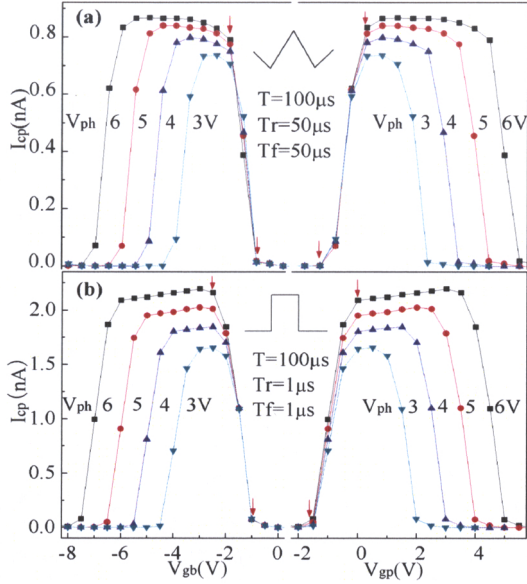 (a)
0.8
0.6
0.4
0.2
0.0
Icp(nA)
Vph 6 5 4 3V
T=100μs
Tr=50μs
Tf=50μs
Vph 3 4 5 6V
(b)
2.0
1.5
1.0
0.5
0.0
Icp(nA)
Vph 6 5 4 3V
T=100μs
Tr=1μs
Tf=1μs
Vph 3 4 5 6V
-8 -6 -4 -2 0 -2 0 2 4
Vgb(V) Vgp(V)